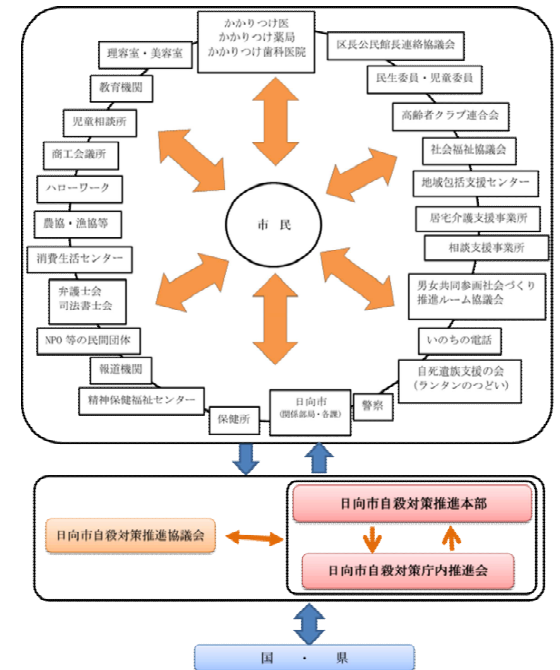 かかりつけ医
かかりつけ薬局
かかりつけ歯科医院
理容室・美容室
教育機関
児童相談所
商工会議所
ハローワーク
農協・漁協等
消費生活センター
弁護士会
司法書士会
NPO 等の民間団体
報道機関
精神保健福祉センター
保健所
日向市
(関係部局・各課)
警察
区長公民館長連絡協議会
民生委員・児童委員
高齢者クラブ連合会
社会福祉協議会
地域包括支援センター
居宅介護支援事業所
相談支援事業所
男女共同参画社会づくり
推進ルーム協議会
いのちの電話
自死遺族支援の会
(ランタンのつどい)
市 民
日向市自殺対策推進協議会
日向市自殺対策推進本部
日向市自殺対策庁内推進会
国 ・ 県